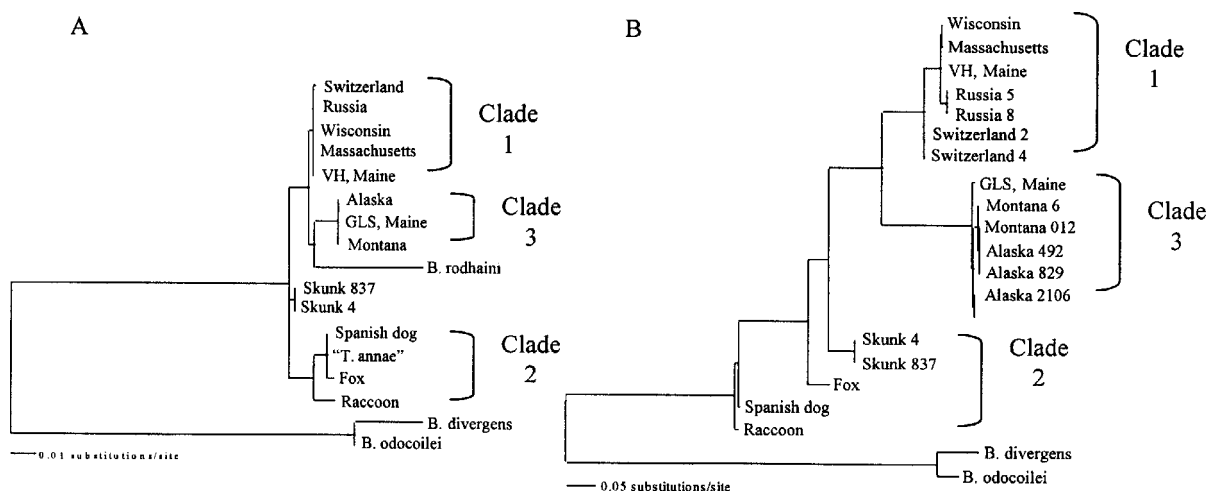 A
Switzerland
Russia
Wisconsin
Massachusetts
VH, Maine
Clade
1
Alaska
GLS, Maine
Montana
Clade
3
B. rodhaini
Skunk 837
Skunk 4
Spanish dog
"T. annae"
Fox
Raccoon
Clade
2
B. divergens
B. odocoilei
0.01 substitutions/site
B
Wisconsin
Massachusetts
VH, Maine
Russia 5
Russia 8
Switzerland 2
Switzerland 4
Clade
1
GLS, Maine
Montana 6
Montana 012
Alaska 492
Alaska 829
Alaska 2106
Clade
3
Skunk 4
Skunk 837
Fox
Spanish dog
Raccoon
Clade
2
B. divergens
B. odocoilei
0.05 substitutions/site